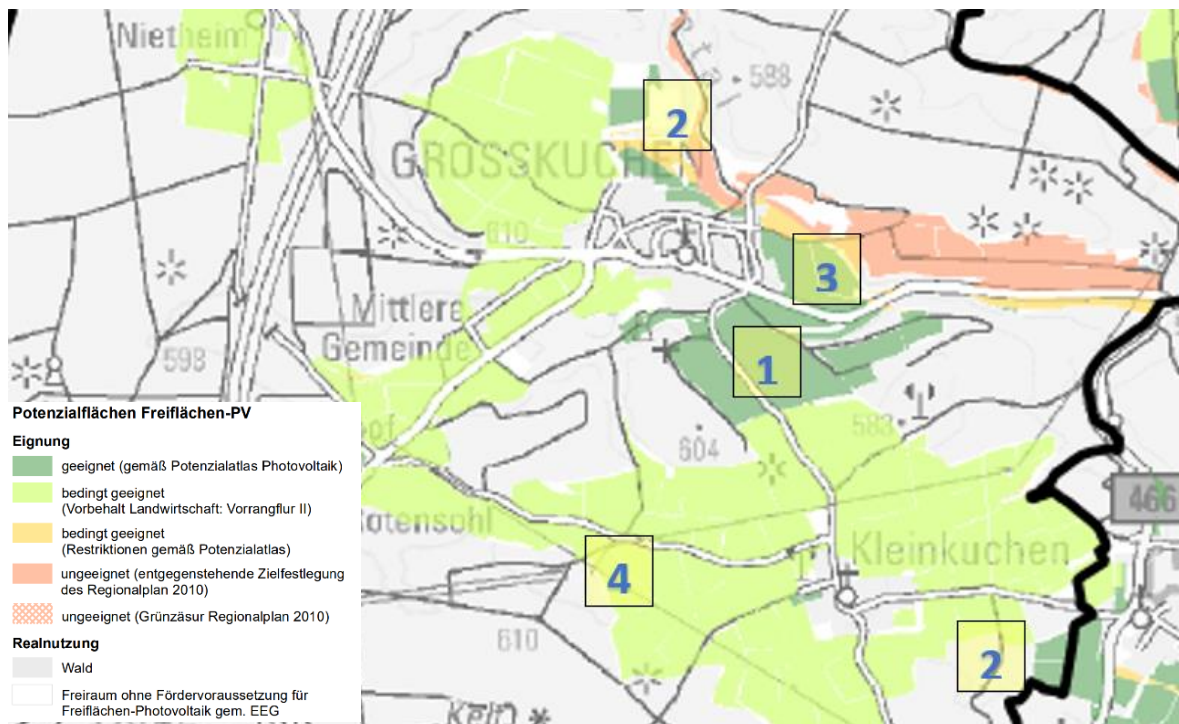 Nietheim
588
2
GROSSKUCHEN
610
3
Mittlere
Gemeinde
598
1
583
604
466
Kleinkuchen
4
610
2
Potenzialflächen Freiflächen-PV
Eignung
geeignet (gemäß Potenzialatlas Photovoltaik)
bedingt geeignet
(Vorbehalt Landwirtschaft: Vorrangflur II)
bedingt geeignet
(Restriktionen gemäß Potenzialatlas)
ungeeignet (entgegenstehende Zielfestlegung
des Regionalplan 2010)
ungeeignet (Grünzäsur Regionalplan 2010)
Realnutzung
Wald
Freiraum ohne Fördervoraussetzung für
Freiflächen-Photovoltaik gem. EEG